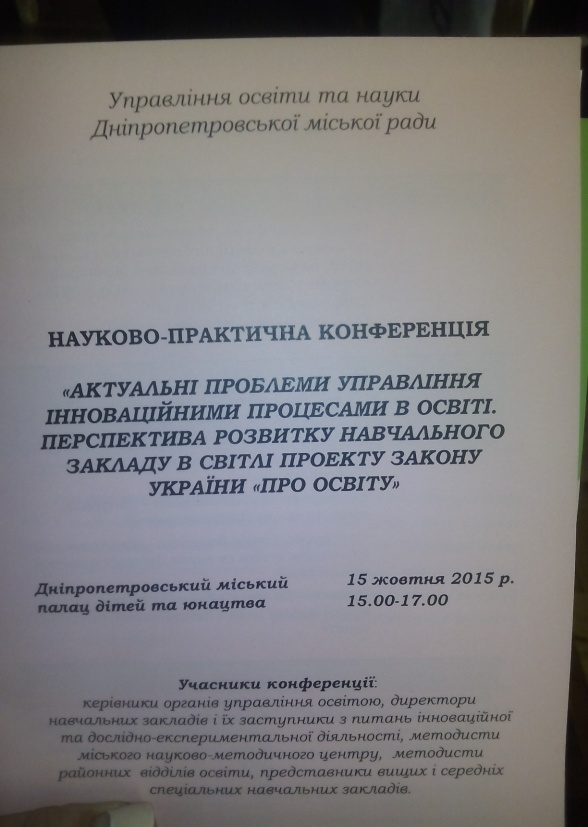 Управління освіти та науки
Дніпропетровської міської ради
НАУКОВО-ПРАКТИЧНА КОНФЕРЕНЦІЯ
«АКТУАЛЬНІ ПРОБЛЕМИ УПРАВЛІННЯ
ІННОВАЦІЙНИМИ ПРОЦЕСАМИ В ОСВІТІ.
ПЕРСПЕКТИВА РОЗВИТКУ НАВЧАЛЬНОГО
ЗАКЛАДУ В СВІТЛІ ПРОЕКТУ ЗАКОНУ
УКРАЇНИ «ПРО ОСВІТУ»
Дніпропетровський міський
палац дітей та юнацтва
15 жовтня 2015 р.
15.00-17.00
Учасники конференції:
керівники органів управління освітою, директори
навчальних закладів і їх заступники з питань інноваційної
та дослідно-експериментальної діяльності, методисти
міського науково-методичного центру, методисти
районних відділів освіти, представники вищих і середніх
спеціальних навчальних закладів.